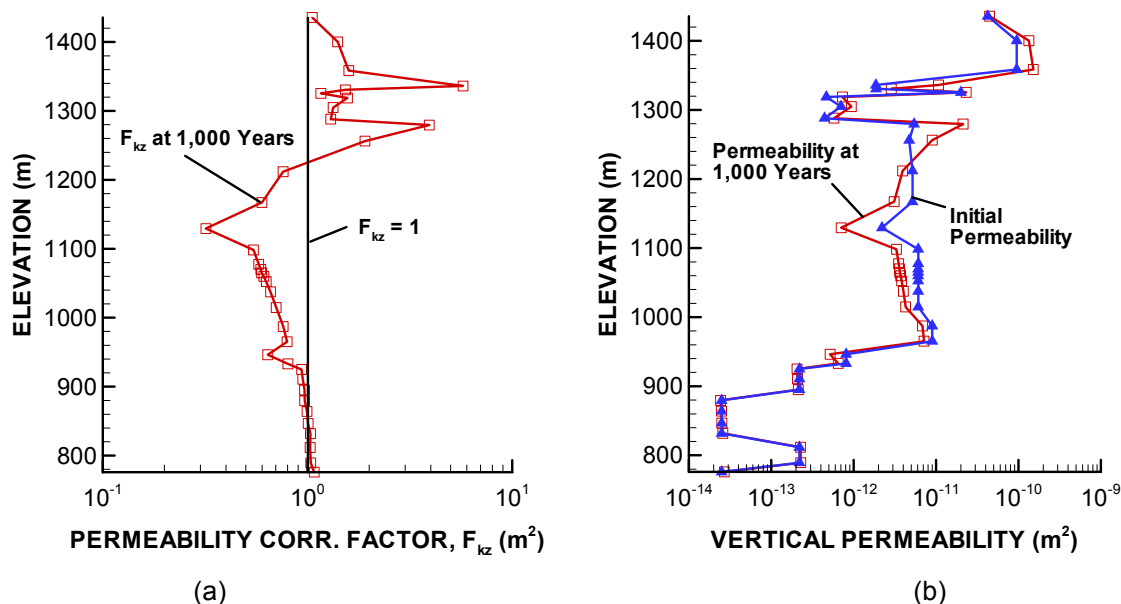 1400
1300
1200
1100
1000
900
800
ELEVATION (m)
F_kz at 1,000 Years
F_kz = 1
10^-1
10^0
10^1
PERMEABILITY CORR. FACTOR, F_kz (m^2)
(a)
1400
1300
1200
1100
1000
900
800
ELEVATION (m)
Permeability at
1,000 Years
Initial
Permeability
10^-14
10^-13
10^-12
10^-11
10^-10
10^-9
VERTICAL PERMEABILITY (m^2)
(b)